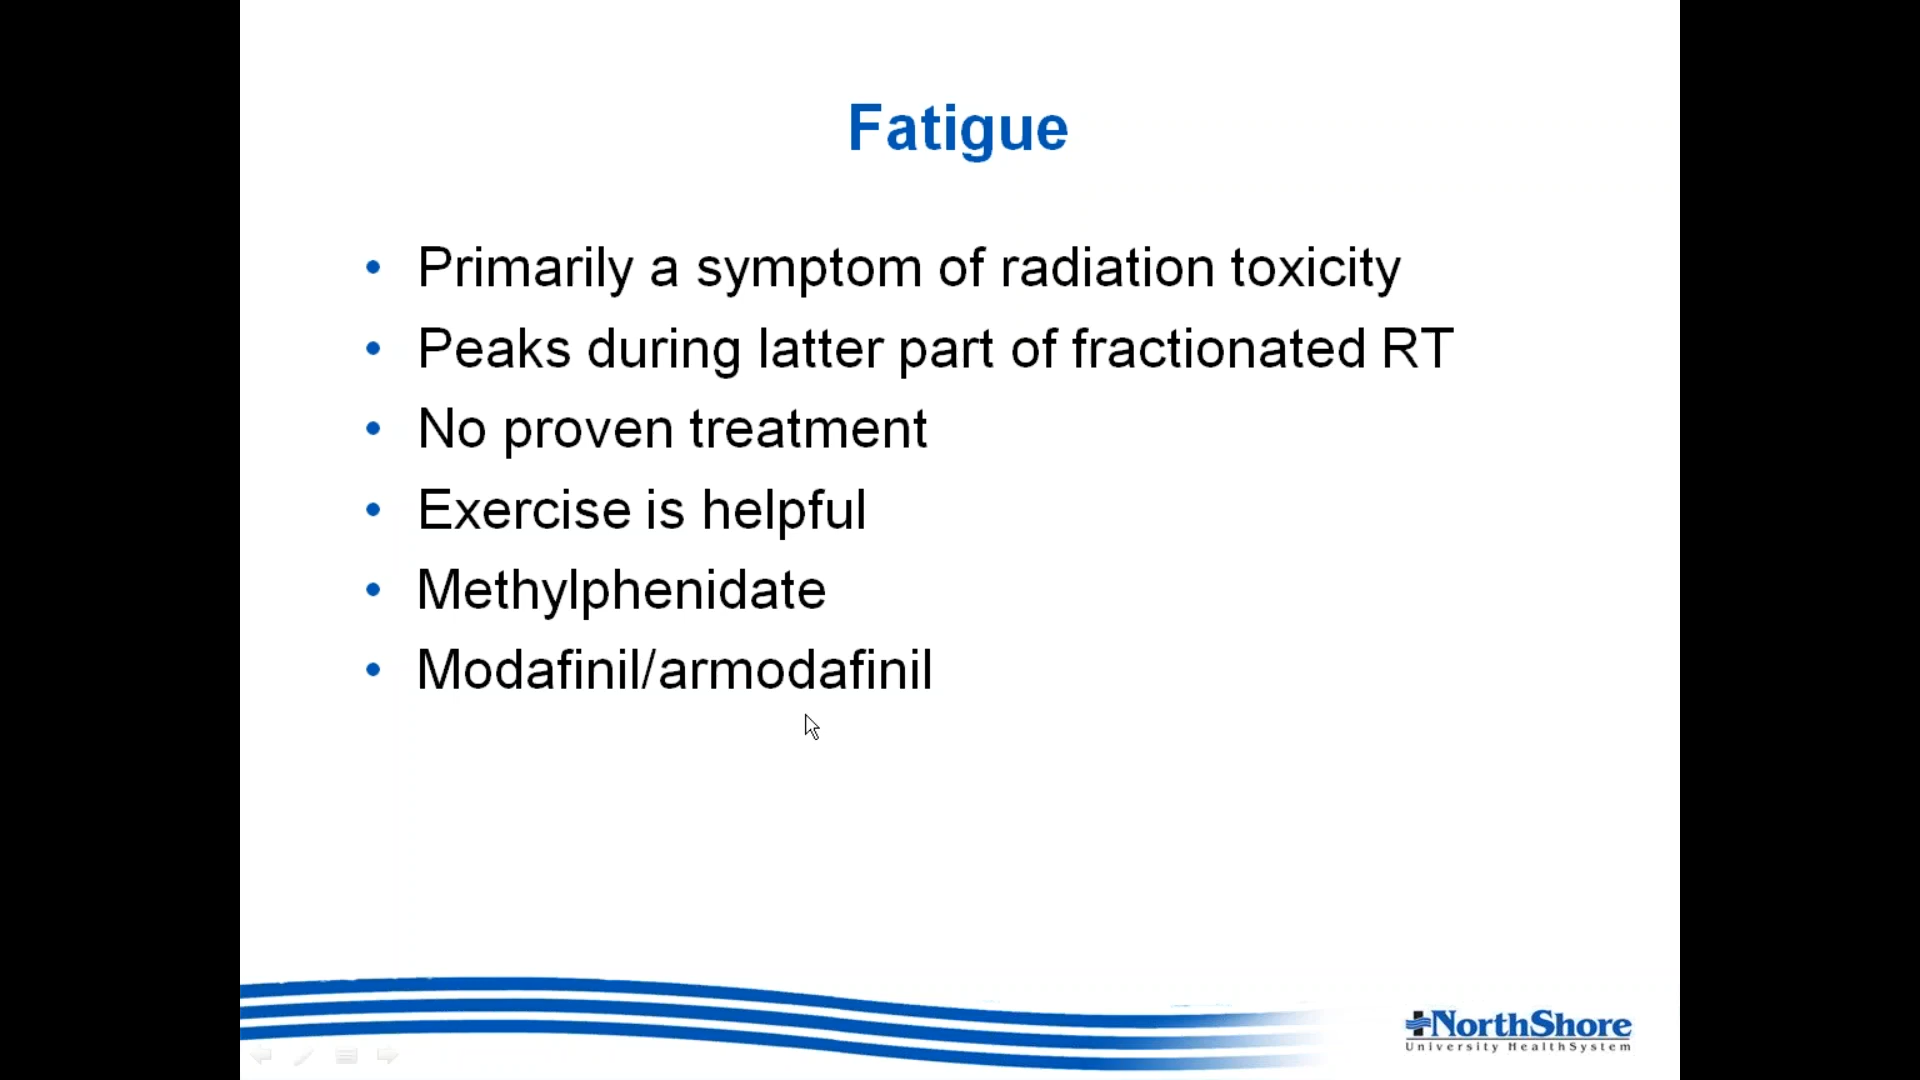 Fatigue
• Primarily a symptom of radiation toxicity
• Peaks during latter part of fractionated RT
• No proven treatment
• Exercise is helpful
• Methylphenidate
• Modafinil/armodafinil
NorthShore
University HealthSystem